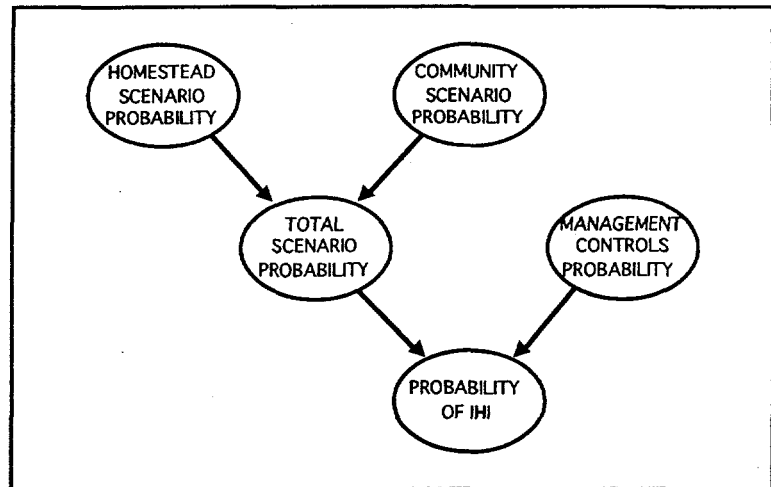 HOMESTEAD
SCENARIO
PROBABILITY
COMMUNITY
SCENARIO
PROBABILITY
TOTAL
SCENARIO
PROBABILITY
MANAGEMENT
CONTROLS
PROBABILITY
PROBABILITY
OF IHI